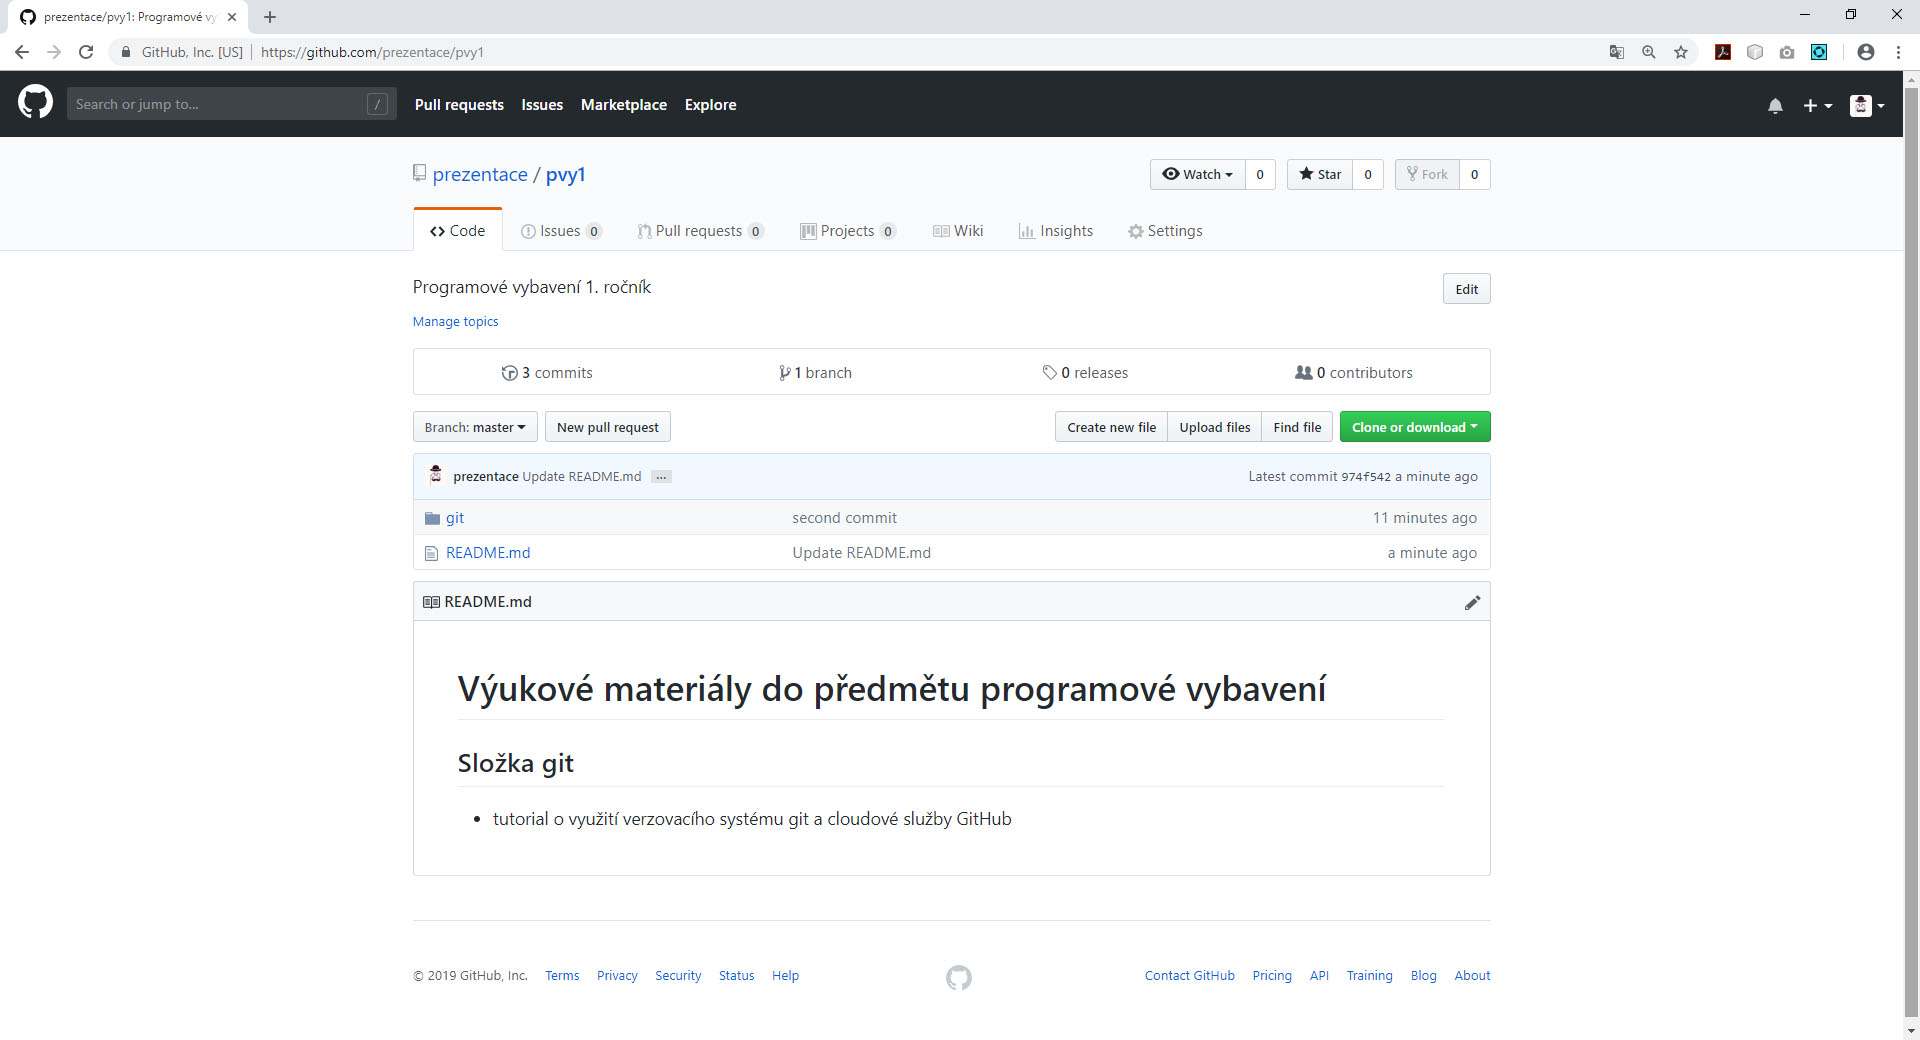 prezentace/pvy1: Programové vy
GitHub, Inc. [US] https://github.com/prezentace/pvy1
Search or jump to... / Pull requests Issues Marketplace Explore
prezentace / pvy1 Watch 0 Star 0 Fork 0
Code Issues 0 Pull requests 0 Projects 0 Wiki Insights Settings
Programové vybavení 1. ročník Edit
Manage topics
3 commits 1 branch 0 releases 0 contributors
Branch: master New pull request Create new file Upload files Find file Clone or download
prezentace Update README.md ... Latest commit 974f542 a minute ago
git second commit 11 minutes ago
README.md Update README.md a minute ago
README.md
Výukové materiály do předmětu programové vybavení
Složka git
• tutorial o využití verzovacího systému git a cloudové služby GitHub
© 2019 GitHub, Inc. Terms Privacy Security Status Help Contact GitHub Pricing API Training Blog About